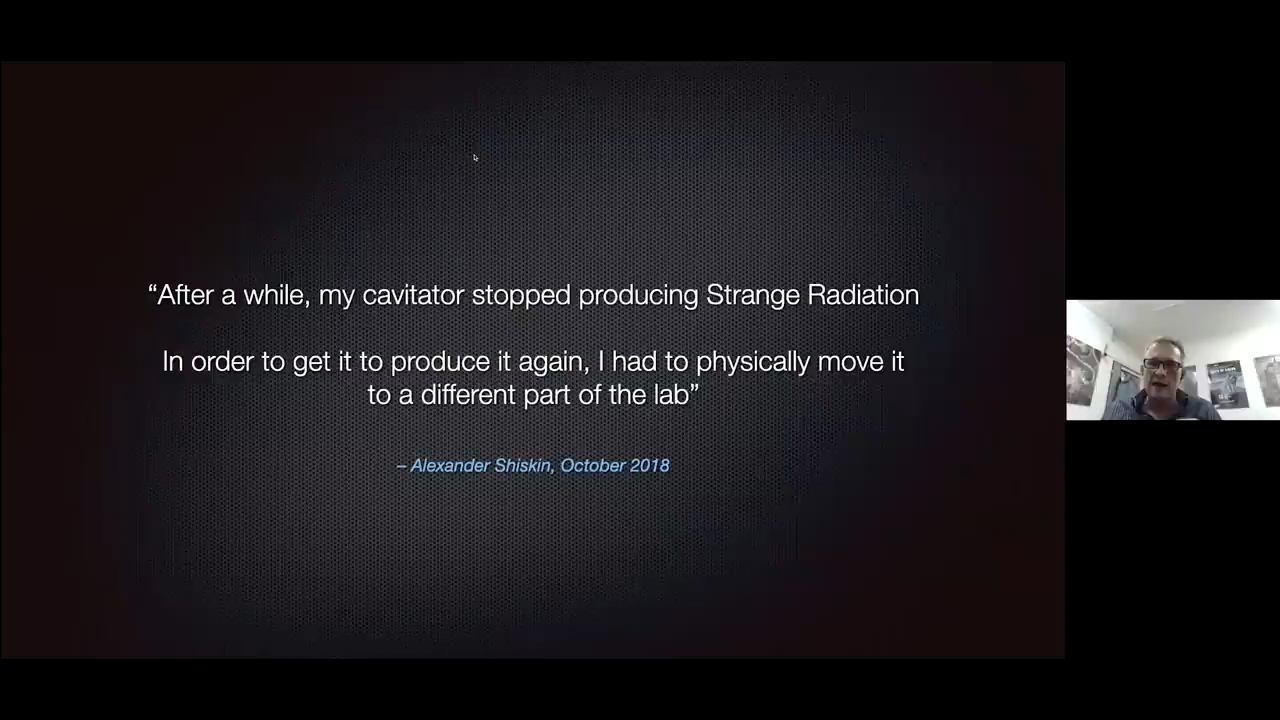 “After a while, my cavitator stopped producing Strange Radiation
In order to get it to produce it again, I had to physically move it
to a different part of the lab”
– Alexander Shiskin, October 2018